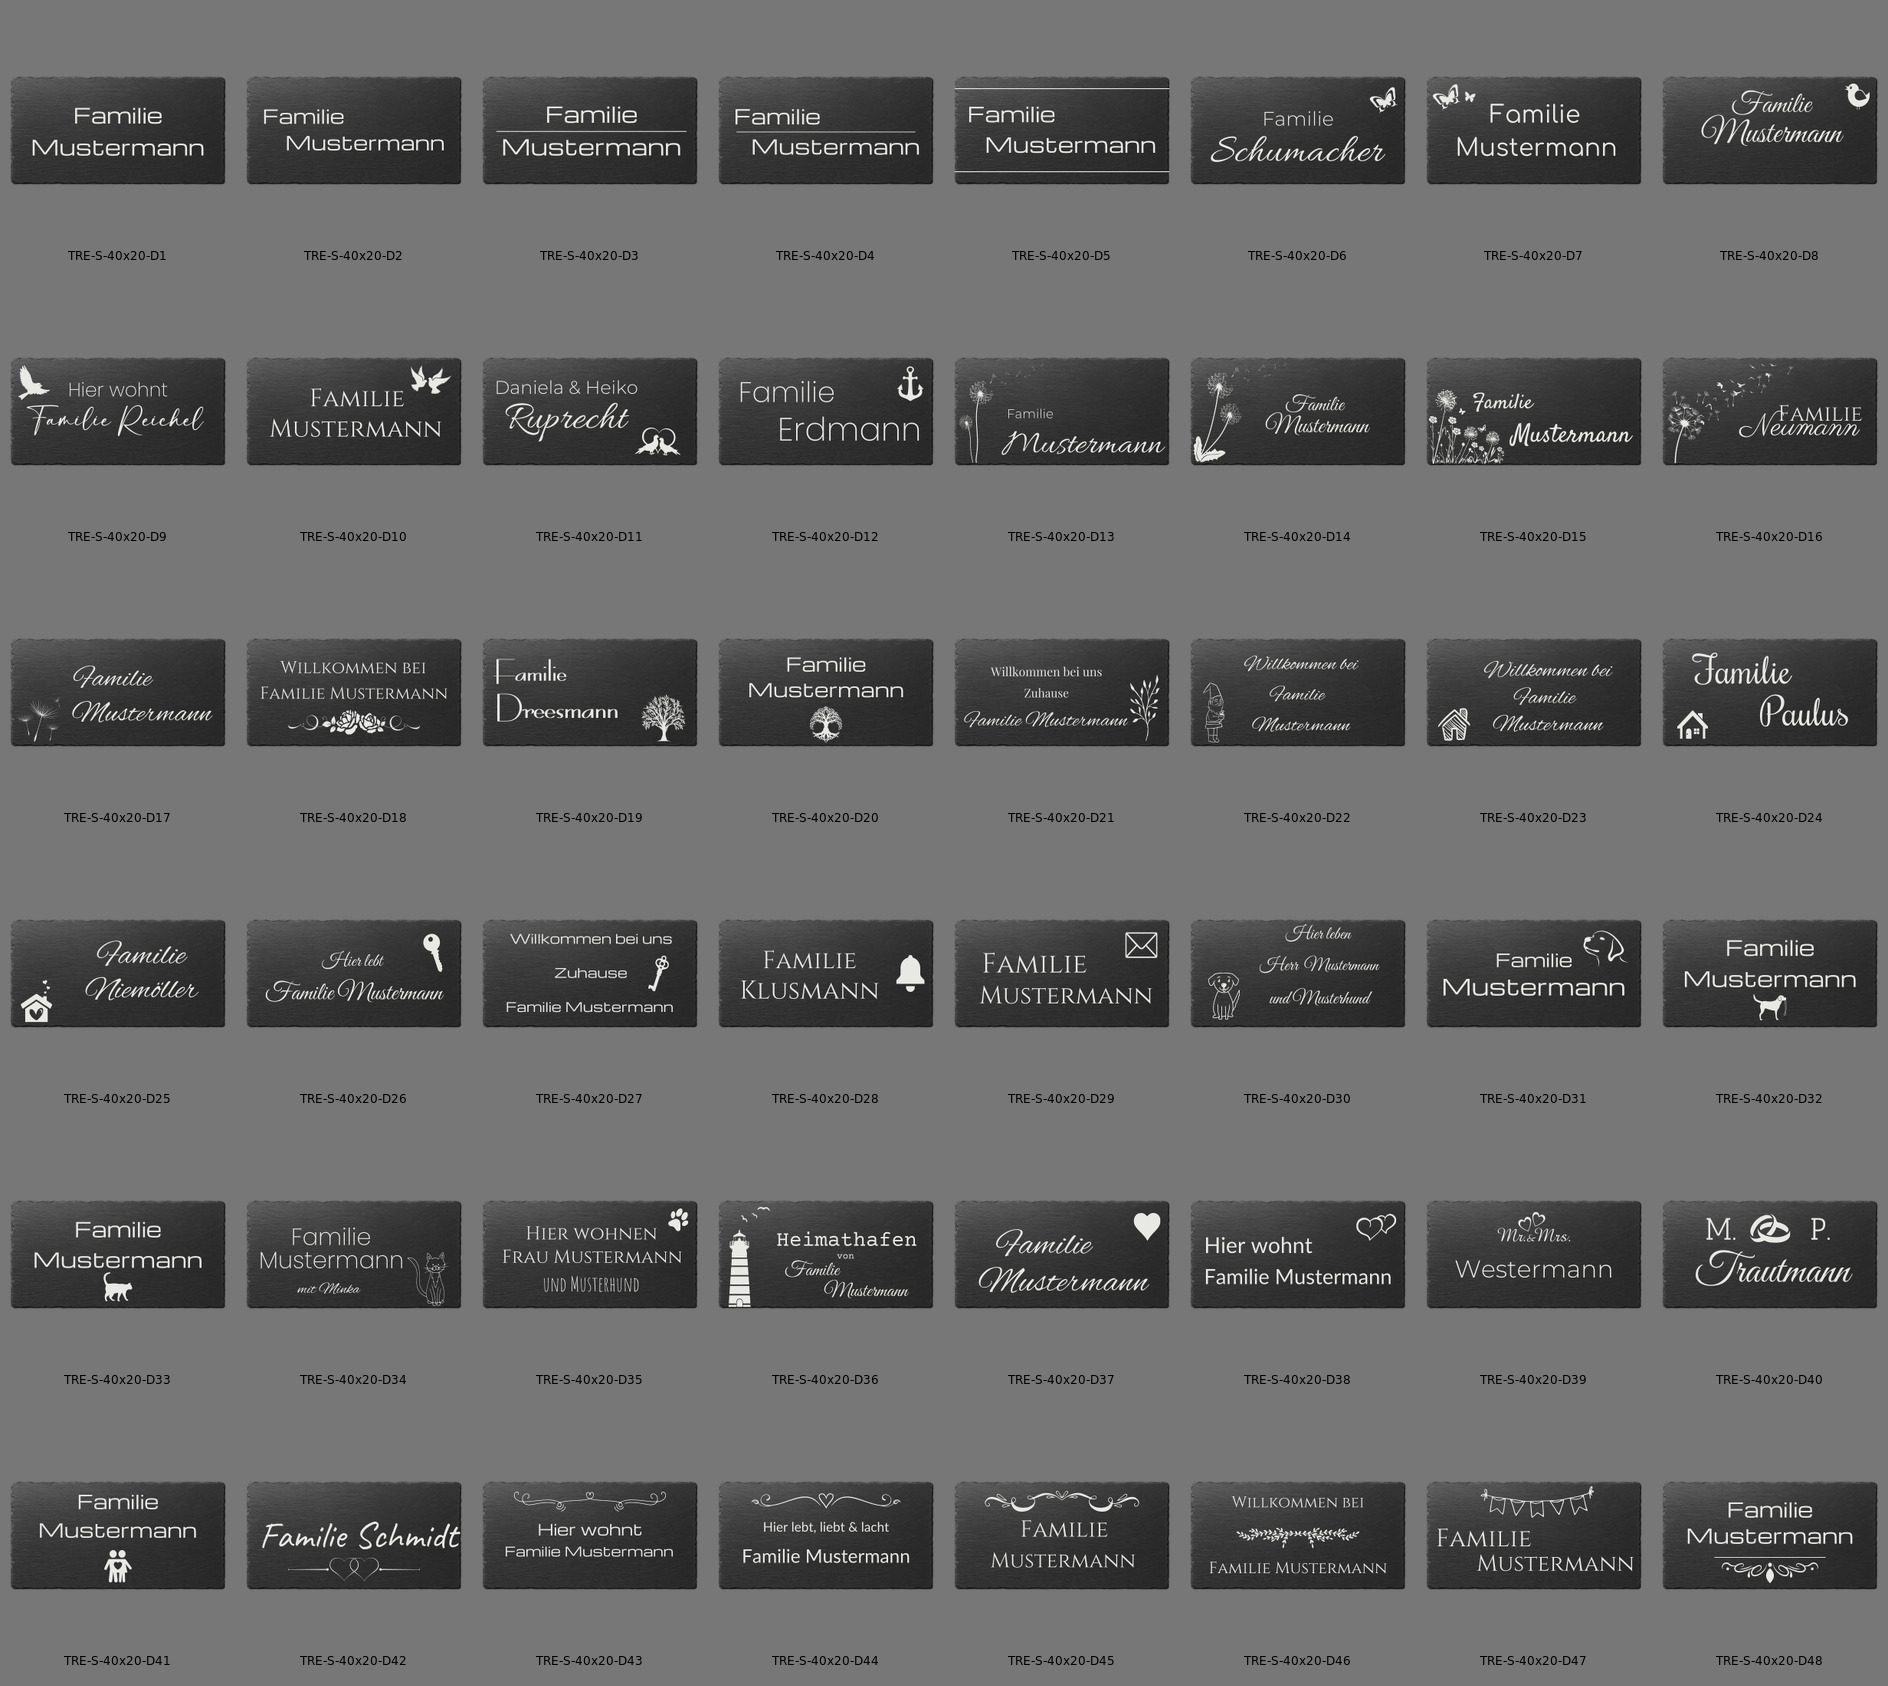 Familie
Mustermann
Familie
Mustermann
Familie
Mustermann
Familie
Mustermann
Familie
Mustermann
Familie
Schumacher
Familie
Mustermann
Familie
Mustermann
TRE-S-40x20-D1
TRE-S-40x20-D2
TRE-S-40x20-D3
TRE-S-40x20-D4
TRE-S-40x20-D5
TRE-S-40x20-D6
TRE-S-40x20-D7
TRE-S-40x20-D8
Hier wohnt
Familie Reichel
FAMILIE
MUSTERMANN
Daniela & Heiko
Ruprecht
Familie
Erdmann
Familie
Mustermann
Familie
Mustermann
Familie
Mustermann
FAMILIE
Neumann
TRE-S-40x20-D9
TRE-S-40x20-D10
TRE-S-40x20-D11
TRE-S-40x20-D12
TRE-S-40x20-D13
TRE-S-40x20-D14
TRE-S-40x20-D15
TRE-S-40x20-D16
Familie
Mustermann
WILLKOMMEN BEI
FAMILIE MUSTERMANN
Familie
Dreesmann
Familie
Mustermann
Willkommen bei uns
Zuhause
Familie Mustermann
Willkommen bei
Familie
Mustermann
Willkommen bei
Familie
Mustermann
Familie
Paulus
TRE-S-40x20-D17
TRE-S-40x20-D18
TRE-S-40x20-D19
TRE-S-40x20-D20
TRE-S-40x20-D21
TRE-S-40x20-D22
TRE-S-40x20-D23
TRE-S-40x20-D24
Familie
Niemöller
Hier lebt
Familie Mustermann
Willkommen bei uns
Zuhause
Familie Mustermann
FAMILIE
KLUSMANN
FAMILIE
MUSTERMANN
Hier leben
Herr Mustermann
und Musterhund
Familie
Mustermann
Familie
Mustermann
TRE-S-40x20-D25
TRE-S-40x20-D26
TRE-S-40x20-D27
TRE-S-40x20-D28
TRE-S-40x20-D29
TRE-S-40x20-D30
TRE-S-40x20-D31
TRE-S-40x20-D32
Familie
Mustermann
Familie
Mustermann
mit Minka
HIER WOHNEN
FRAU MUSTERMANN
UND MUSTERHUND
Heimathafen
von
Familie
Mustermann
Familie
Mustermann
Hier wohnt
Familie Mustermann
Mr. & Mrs.
Westermann
M. P.
Trautmann
TRE-S-40x20-D33
TRE-S-40x20-D34
TRE-S-40x20-D35
TRE-S-40x20-D36
TRE-S-40x20-D37
TRE-S-40x20-D38
TRE-S-40x20-D39
TRE-S-40x20-D40
Familie
Mustermann
Familie Schmidt
Hier wohnt
Familie Mustermann
Hier lebt, liebt & lacht
Familie Mustermann
FAMILIE
MUSTERMANN
WILLKOMMEN BEI
FAMILIE MUSTERMANN
FAMILIE
MUSTERMANN
Familie
Mustermann
TRE-S-40x20-D41
TRE-S-40x20-D42
TRE-S-40x20-D43
TRE-S-40x20-D44
TRE-S-40x20-D45
TRE-S-40x20-D46
TRE-S-40x20-D47
TRE-S-40x20-D48